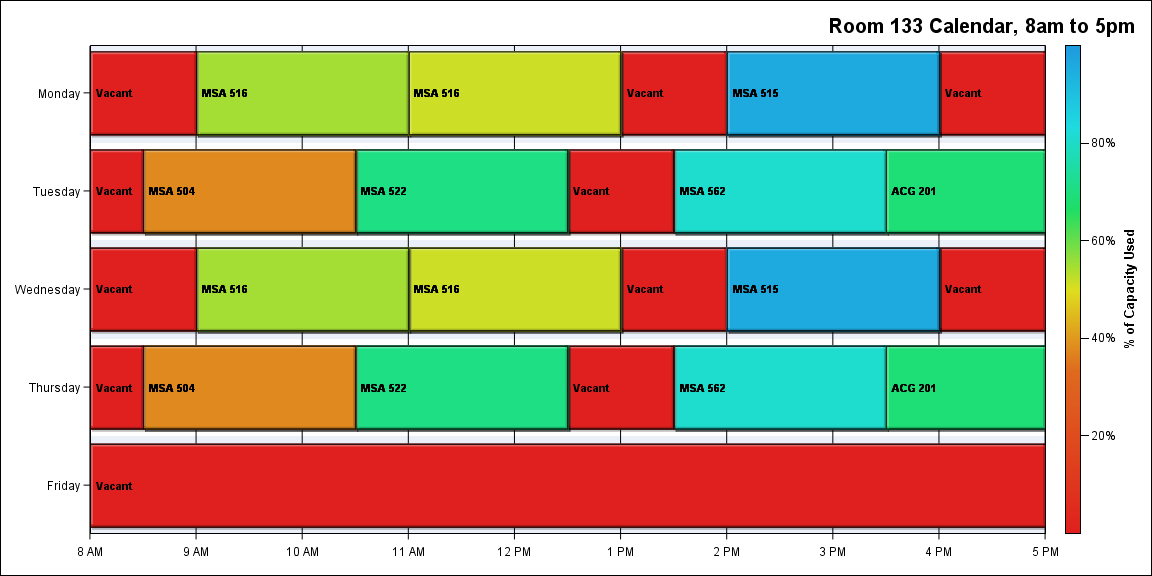 Room 133 Calendar, 8am to 5pm
Monday
Vacant
MSA 516
MSA 516
Vacant
MSA 515
Vacant
Tuesday
Vacant
MSA 504
MSA 522
Vacant
MSA 562
ACG 201
Wednesday
Vacant
MSA 516
MSA 516
Vacant
MSA 515
Vacant
Thursday
Vacant
MSA 504
MSA 522
Vacant
MSA 562
ACG 201
Friday
Vacant
8 AM
9 AM
10 AM
11 AM
12 PM
1 PM
2 PM
3 PM
4 PM
5 PM
80%
60%
40%
20%
% of Capacity Used